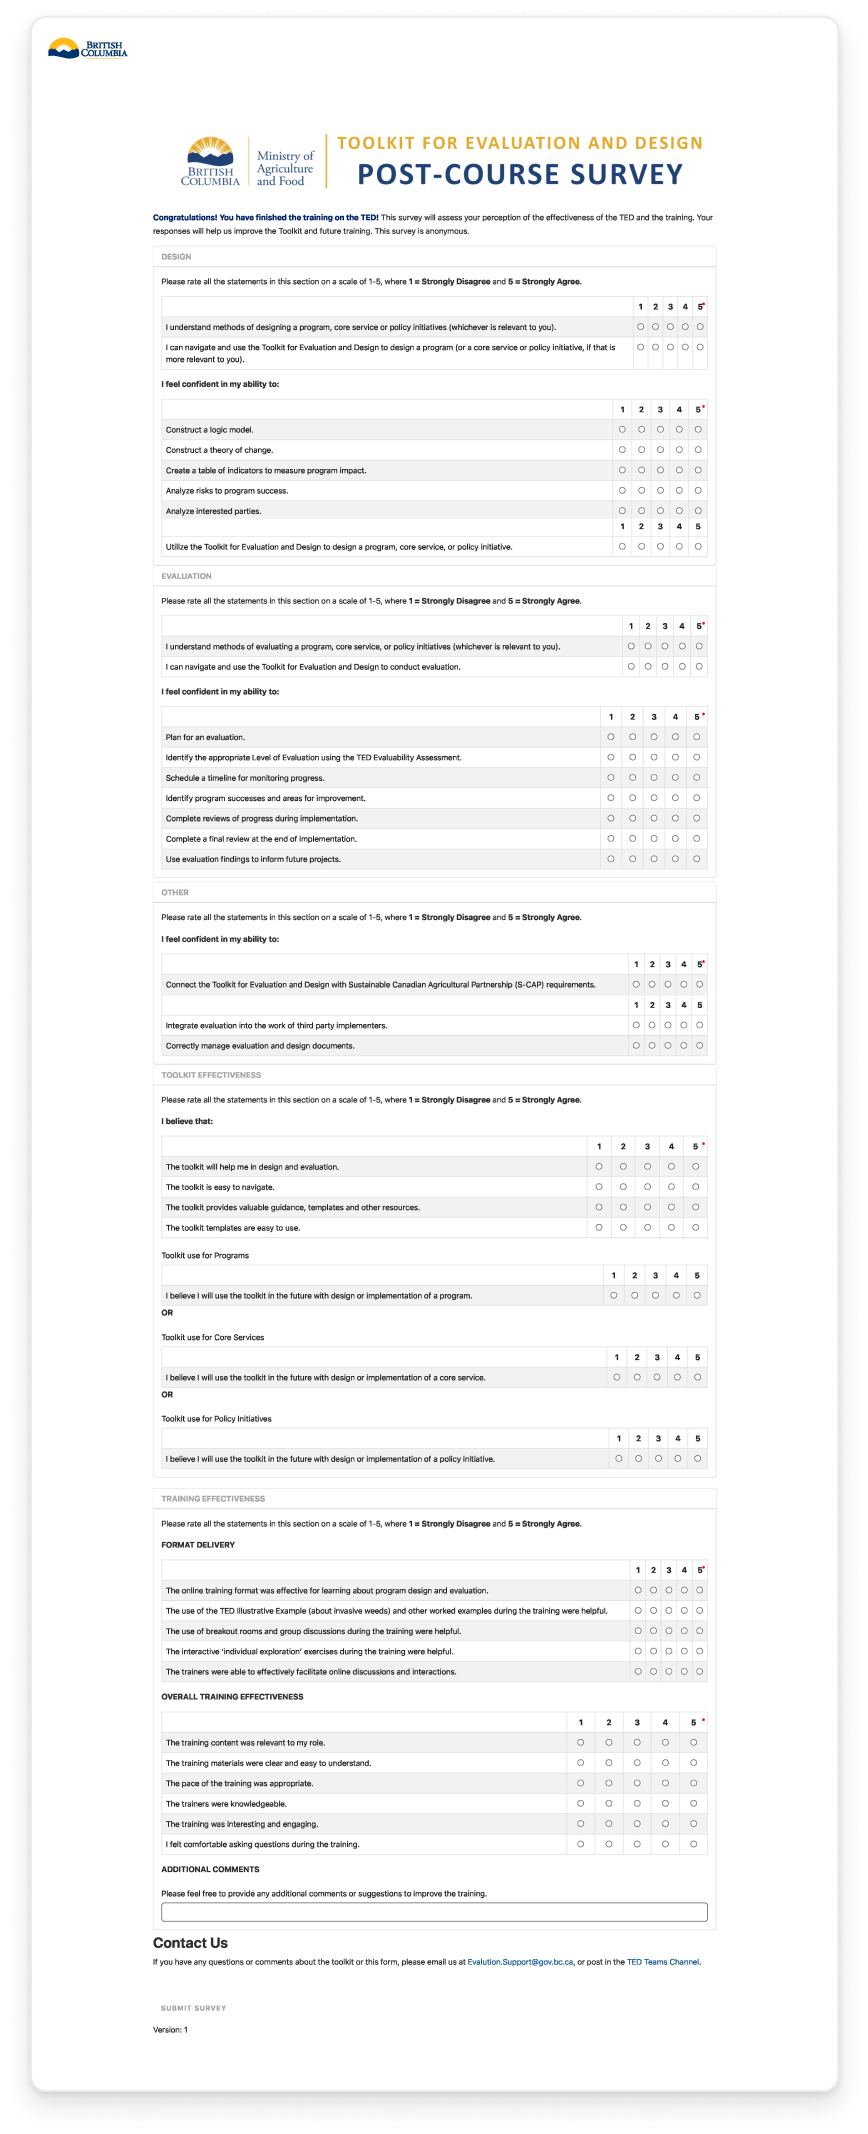 BRITISH
COLUMBIA
BRITISH
COLUMBIA
Ministry of
Agriculture
and Food
TOOLKIT FOR EVALUATION AND DESIGN
POST-COURSE SURVEY
Congratulations! You have finished the training on the TED! This survey will assess your perception of the effectiveness of the TED and the training. Your
responses will help us improve the Toolkit and future training. This survey is anonymous.
DESIGN
Please rate all the statements in this section on a scale of 1-5, where 1 = Strongly Disagree and 5 = Strongly Agree.
1 2 3 4 5*
I understand methods of designing a program, core service or policy initiatives (whichever is relevant to you).
I can navigate and use the Toolkit for Evaluation and Design to design a program (or a core service or policy initiative, if that is
more relevant to you).
I feel confident in my ability to:
1 2 3 4 5*
Construct a logic model.
Construct a theory of change.
Create a table of indicators to measure program impact.
Analyze risks to program success.
Analyze interested parties.
1 2 3 4 5
Utilize the Toolkit for Evaluation and Design to design a program, core service, or policy initiative.
EVALUATION
Please rate all the statements in this section on a scale of 1-5, where 1 = Strongly Disagree and 5 = Strongly Agree.
1 2 3 4 5*
I understand methods of evaluating a program, core service, or policy initiatives (whichever is relevant to you).
I can navigate and use the Toolkit for Evaluation and Design to conduct evaluation.
I feel confident in my ability to:
1 2 3 4 5 *
Plan for an evaluation.
Identify the appropriate Level of Evaluation using the TED Evaluability Assessment.
Schedule a timeline for monitoring progress.
Identify program successes and areas for improvement.
Complete reviews of progress during implementation.
Complete a final review at the end of implementation.
Use evaluation findings to inform future projects.
OTHER
Please rate all the statements in this section on a scale of 1-5, where 1 = Strongly Disagree and 5 = Strongly Agree.
I feel confident in my ability to:
1 2 3 4 5*
Connect the Toolkit for Evaluation and Design with Sustainable Canadian Agricultural Partnership (S-CAP) requirements.
1 2 3 4 5
Integrate evaluation into the work of third party implementers.
Correctly manage evaluation and design documents.
TOOLKIT EFFECTIVENESS
Please rate all the statements in this section on a scale of 1-5, where 1 = Strongly Disagree and 5 = Strongly Agree.
I believe that:
1 2 3 4 5 *
The toolkit will help me in design and evaluation.
The toolkit is easy to navigate.
The toolkit provides valuable guidance, templates and other resources.
The toolkit templates are easy to use.
Toolkit use for Programs
1 2 3 4 5
I believe I will use the toolkit in the future with design or implementation of a program.
OR
Toolkit use for Core Services
1 2 3 4 5
I believe I will use the toolkit in the future with design or implementation of a core service.
OR
Toolkit use for Policy Initiatives
1 2 3 4 5
I believe I will use the toolkit in the future with design or implementation of a policy initiative.
TRAINING EFFECTIVENESS
Please rate all the statements in this section on a scale of 1-5, where 1 = Strongly Disagree and 5 = Strongly Agree.
FORMAT DELIVERY
1 2 3 4 5*
The online training format was effective for learning about program design and evaluation.
The use of the TED Illustrative Example (about invasive weeds) and other worked examples during the training were helpful.
The use of breakout rooms and group discussions during the training were helpful.
The interactive 'individual exploration' exercises during the training were helpful.
The trainers were able to effectively facilitate online discussions and interactions.
OVERALL TRAINING EFFECTIVENESS
1 2 3 4 5 *
The training content was relevant to my role.
The training materials were clear and easy to understand.
The pace of the training was appropriate.
The trainers were knowledgeable.
The training was interesting and engaging.
I felt comfortable asking questions during the training.
ADDITIONAL COMMENTS
Please feel free to provide any additional comments or suggestions to improve the training.
Contact Us
If you have any questions or comments about the toolkit or this form, please email us at Evalution.Support@gov.bc.ca, or post in the TED Teams Channel.
SUBMIT SURVEY
Version: 1